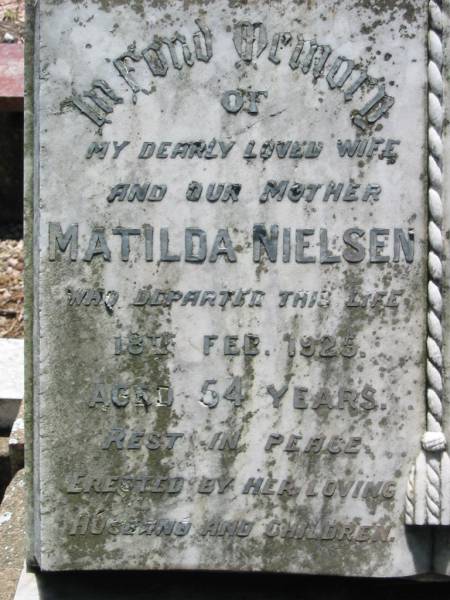 In Fond Memory
OF
MY DEARLY LOVED WIFE
AND OUR MOTHER
MATILDA NIELSEN
WHO DEPARTED THIS LIFE
18TH FEB. 1925.
AGED 54 YEARS.
REST IN PEACE
ERECTED BY HER LOVING
HUSBAND AND CHILDREN.